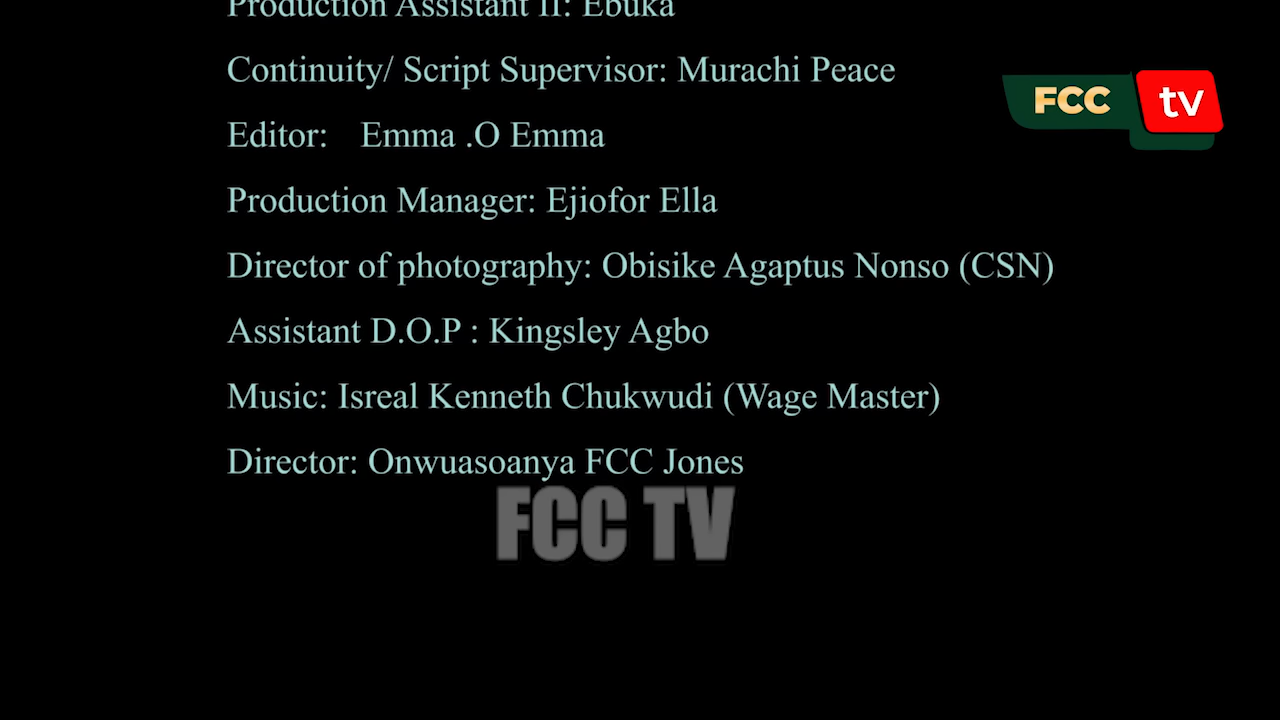 Production Assistant II: Ebuka
Continuity/ Script Supervisor: Murachi Peace
FCC tv
Editor: Emma .O Emma
Production Manager: Ejiofor Ella
Director of photography: Obisike Agaptus Nonso (CSN)
Assistant D.O.P : Kingsley Agbo
Music: Isreal Kenneth Chukwudi (Wage Master)
Director: Onwuasoanya FCC Jones
FCC TV